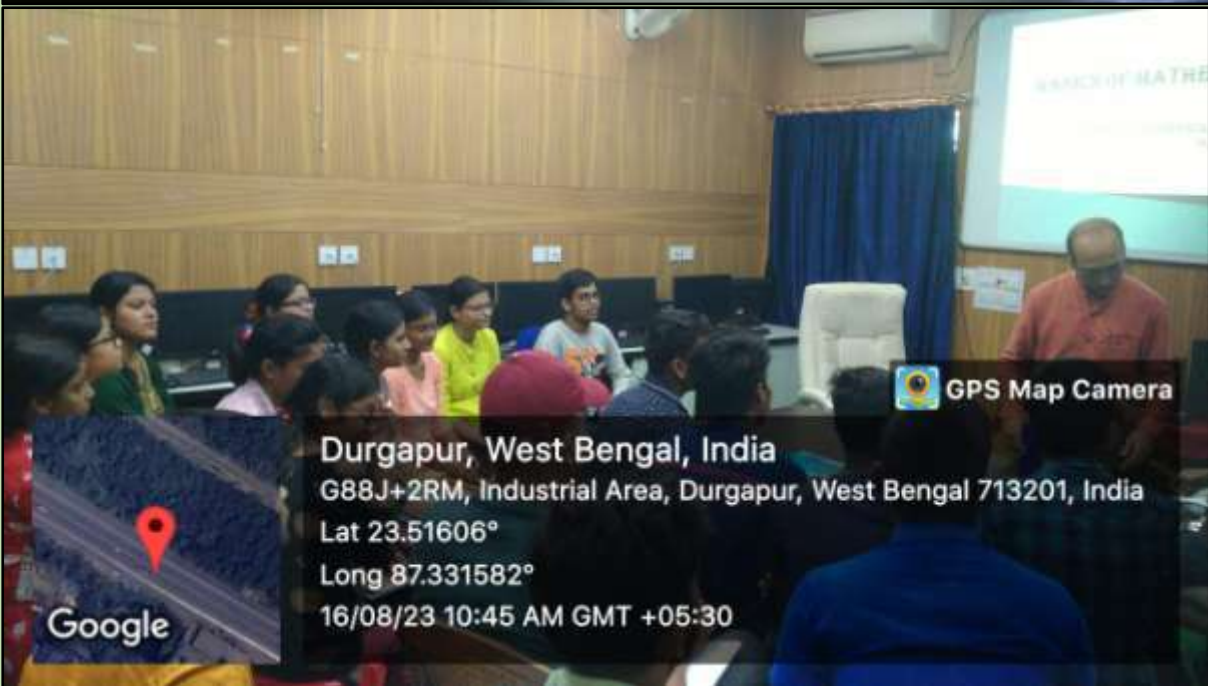 GPS Map Camera
Durgapur, West Bengal, India
G88J+2RM, Industrial Area, Durgapur, West Bengal 713201, India
Lat 23.51606°
Long 87.331582°
16/08/23 10:45 AM GMT +05:30
Google